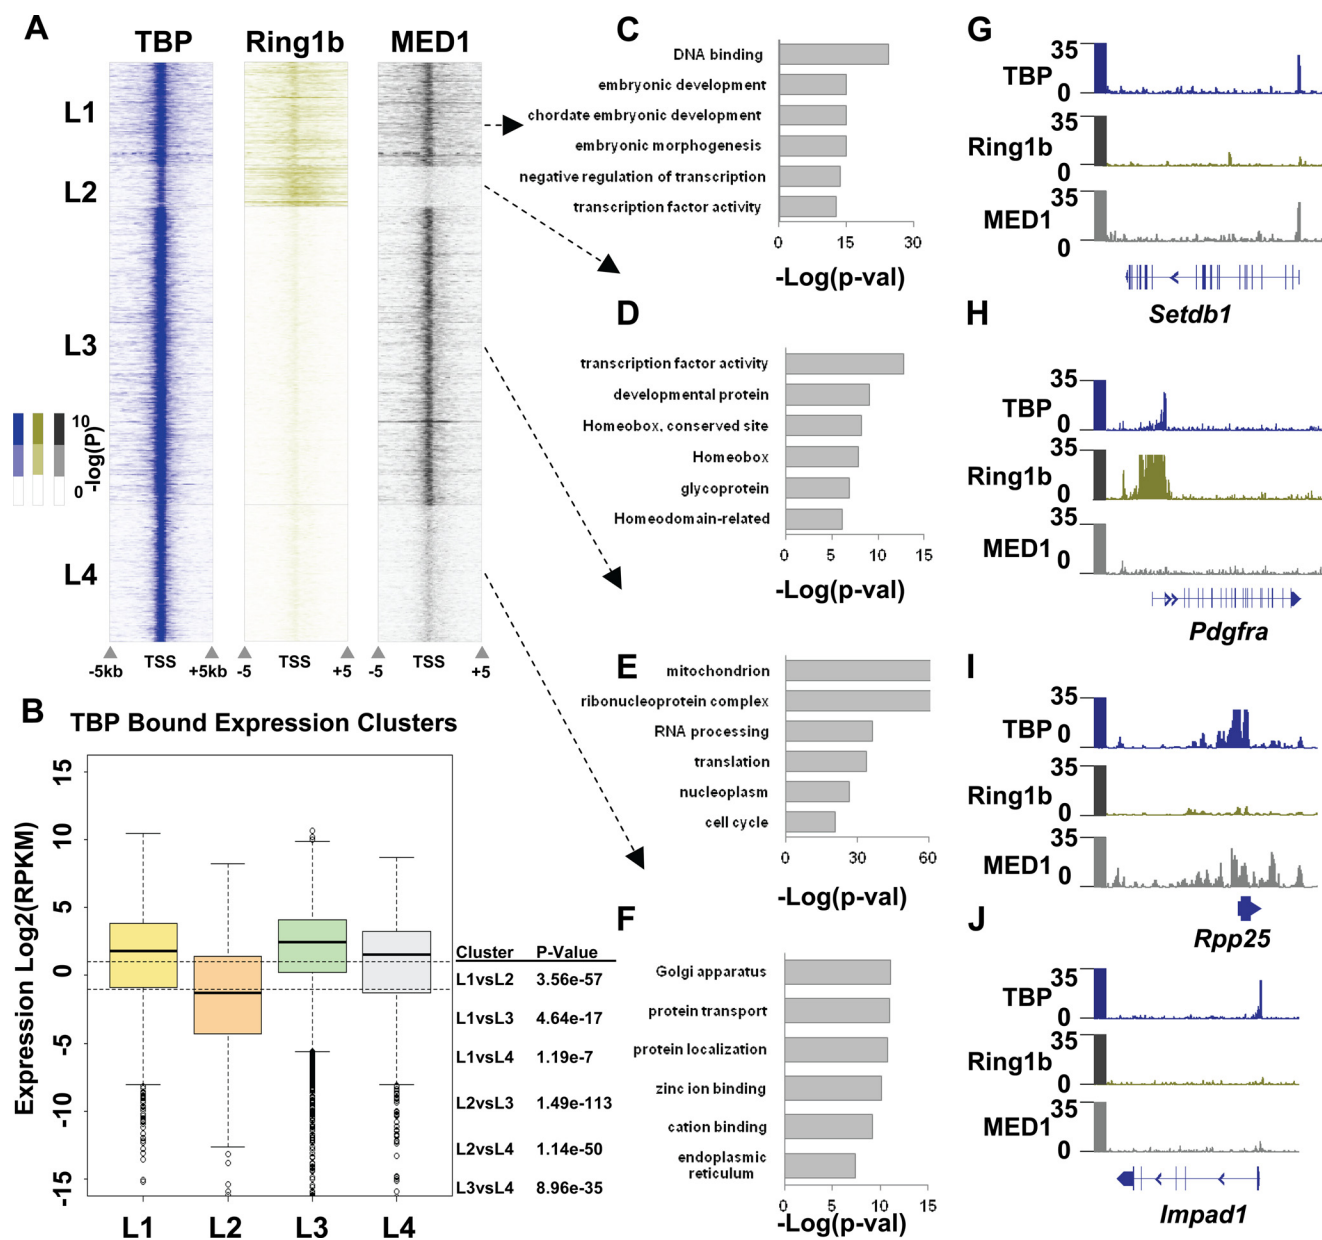 A
TBP Ring1b MED1
L1
L2
L3
L4
10
0
-log(P)
-5kb TSS +5kb -5 TSS +5 -5 TSS +5
B
TBP Bound Expression Clusters
Expression Log2(RPKM)
15
10
5
0
-5
-10
-15
L1 L2 L3 L4
Cluster P-Value
L1vsL2 3.56e-57
L1vsL3 4.64e-17
L1vsL4 1.19e-7
L2vsL3 1.49e-113
L2vsL4 1.14e-50
L3vsL4 8.96e-35
C
DNA binding
embryonic development
chordate embryonic development
embryonic morphogenesis
negative regulation of transcription
transcription factor activity
0 15 30
-Log(p-val)
D
transcription factor activity
developmental protein
Homeobox, conserved site
Homeobox
glycoprotein
Homeodomain-related
0 5 10 15
-Log(p-val)
E
mitochondrion
ribonucleoprotein complex
RNA processing
translation
nucleoplasm
cell cycle
0 30 60
-Log(p-val)
F
Golgi apparatus
protein transport
protein localization
zinc ion binding
cation binding
endoplasmic
reticulum
0 5 10 15
-Log(p-val)
G
35
TBP
0
35
Ring1b
0
35
MED1
0
Setdb1
H
35
TBP
0
35
Ring1b
0
35
MED1
0
Pdgfra
I
35
TBP
0
35
Ring1b
0
35
MED1
0
Rpp25
J
35
TBP
0
35
Ring1b
0
35
MED1
0
Impad1